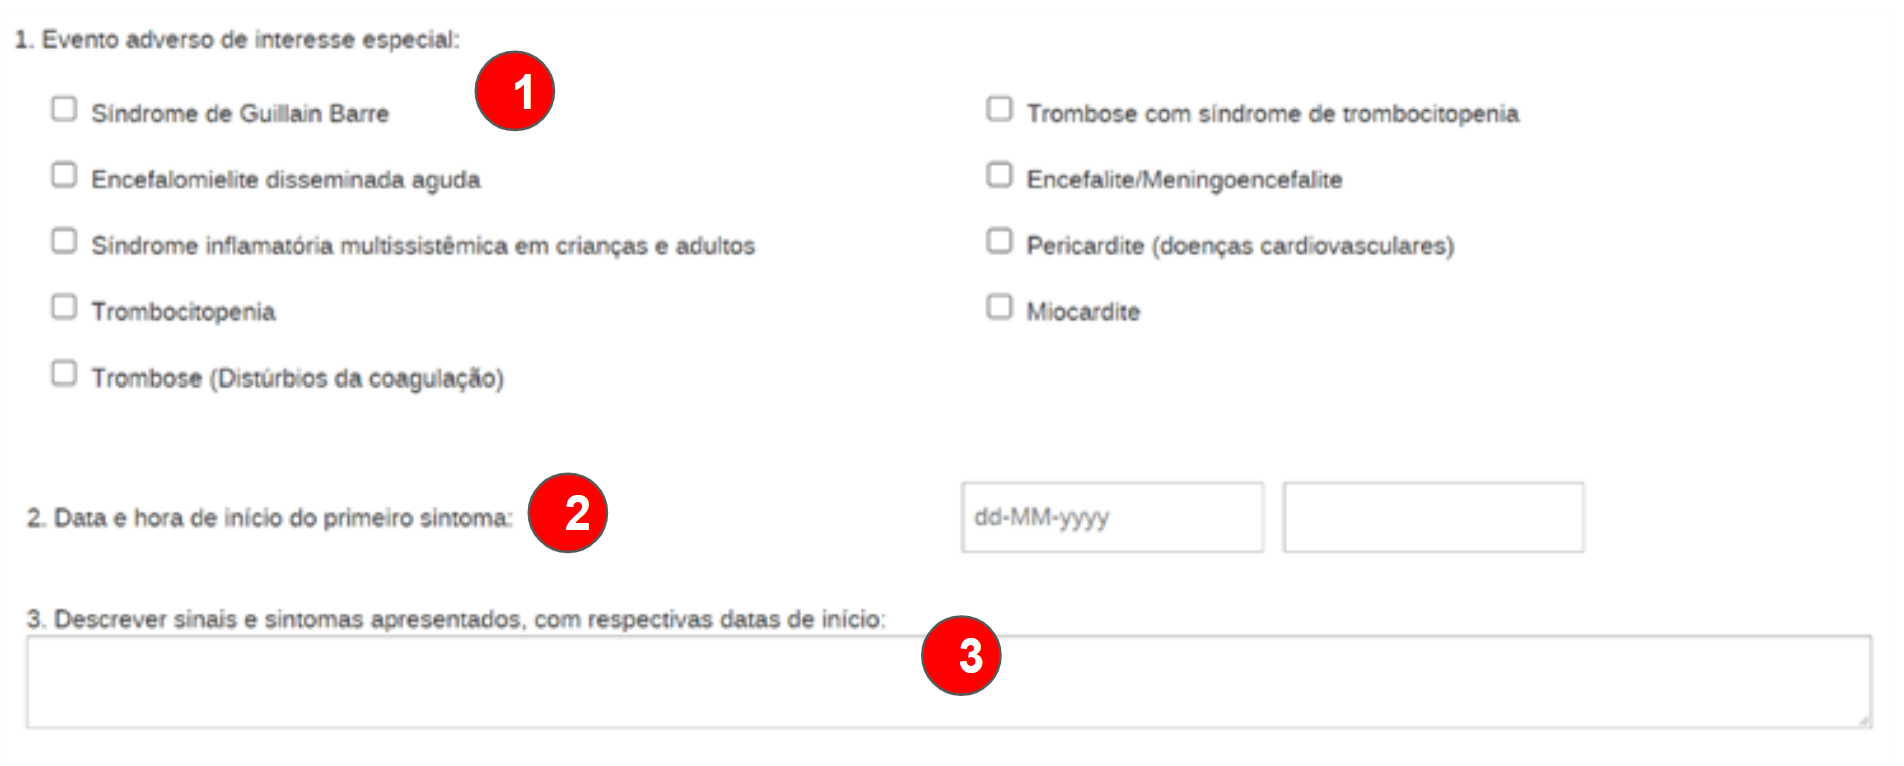 1. Evento adverso de interesse especial:
1
Síndrome de Guillain Barre
Trombose com síndrome de trombocitopenia
Encefalomielite disseminada aguda
Encefalite/Meningoencefalite
Síndrome inflamatória multissistêmica em crianças e adultos
Pericardite (doenças cardiovasculares)
Trombocitopenia
Miocardite
Trombose (Distúrbios da coagulação)
2. Data e hora de início do primeiro sintoma:
2
dd-MM-yyyy
3. Descrever sinais e sintomas apresentados, com respectivas datas de início:
3